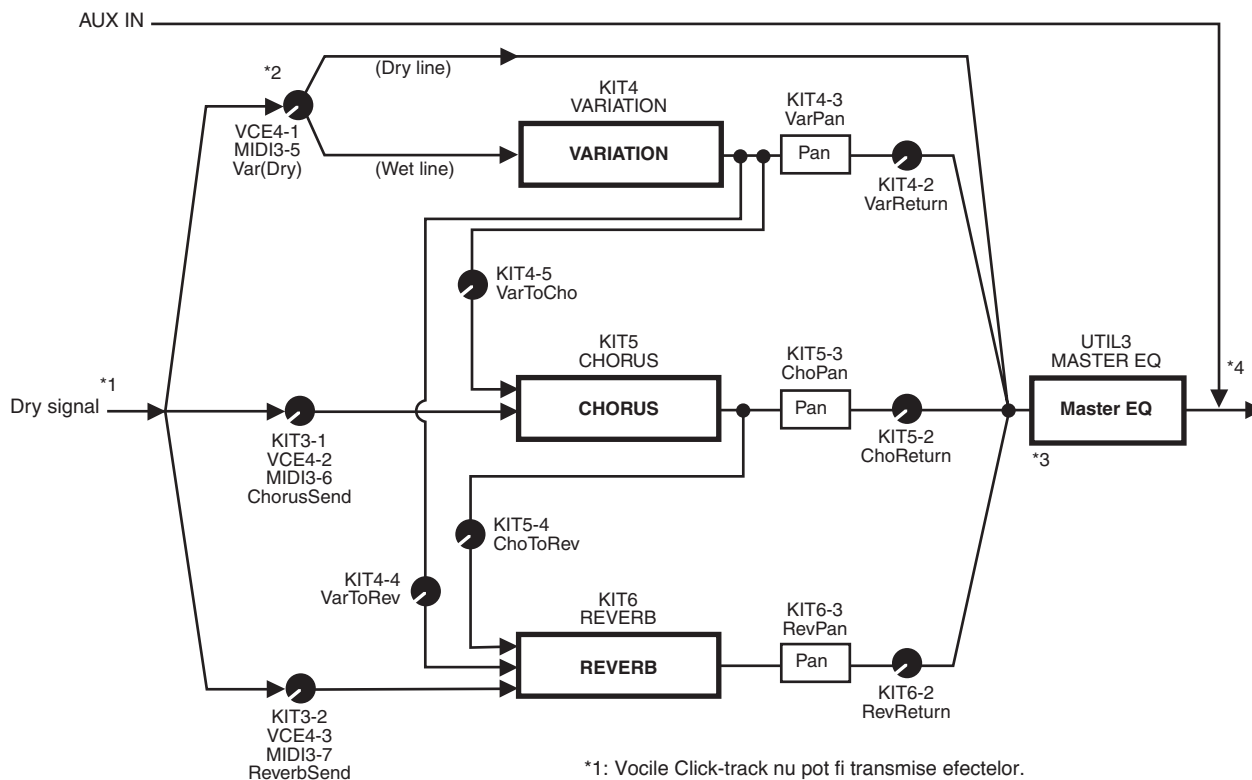 AUX IN
*2
(Dry line)
VCE4-1
MIDI3-5
Var(Dry)
(Wet line)
KIT4
VARIATION
VARIATION
KIT4-3
VarPan
Pan
KIT4-2
VarReturn
KIT4-5
VarToCho
*1
Dry signal
KIT3-1
VCE4-2
MIDI3-6
ChorusSend
KIT5
CHORUS
CHORUS
KIT5-3
ChoPan
Pan
KIT5-2
ChoReturn
UTIL3
MASTER EQ
Master EQ
*3
*4
KIT5-4
ChoToRev
KIT4-4
VarToRev
KIT6
REVERB
REVERB
KIT6-3
RevPan
Pan
KIT6-2
RevReturn
KIT3-2
VCE4-3
MIDI3-7
ReverbSend
*1: Vocile Click-track nu pot fi transmise efectelor.